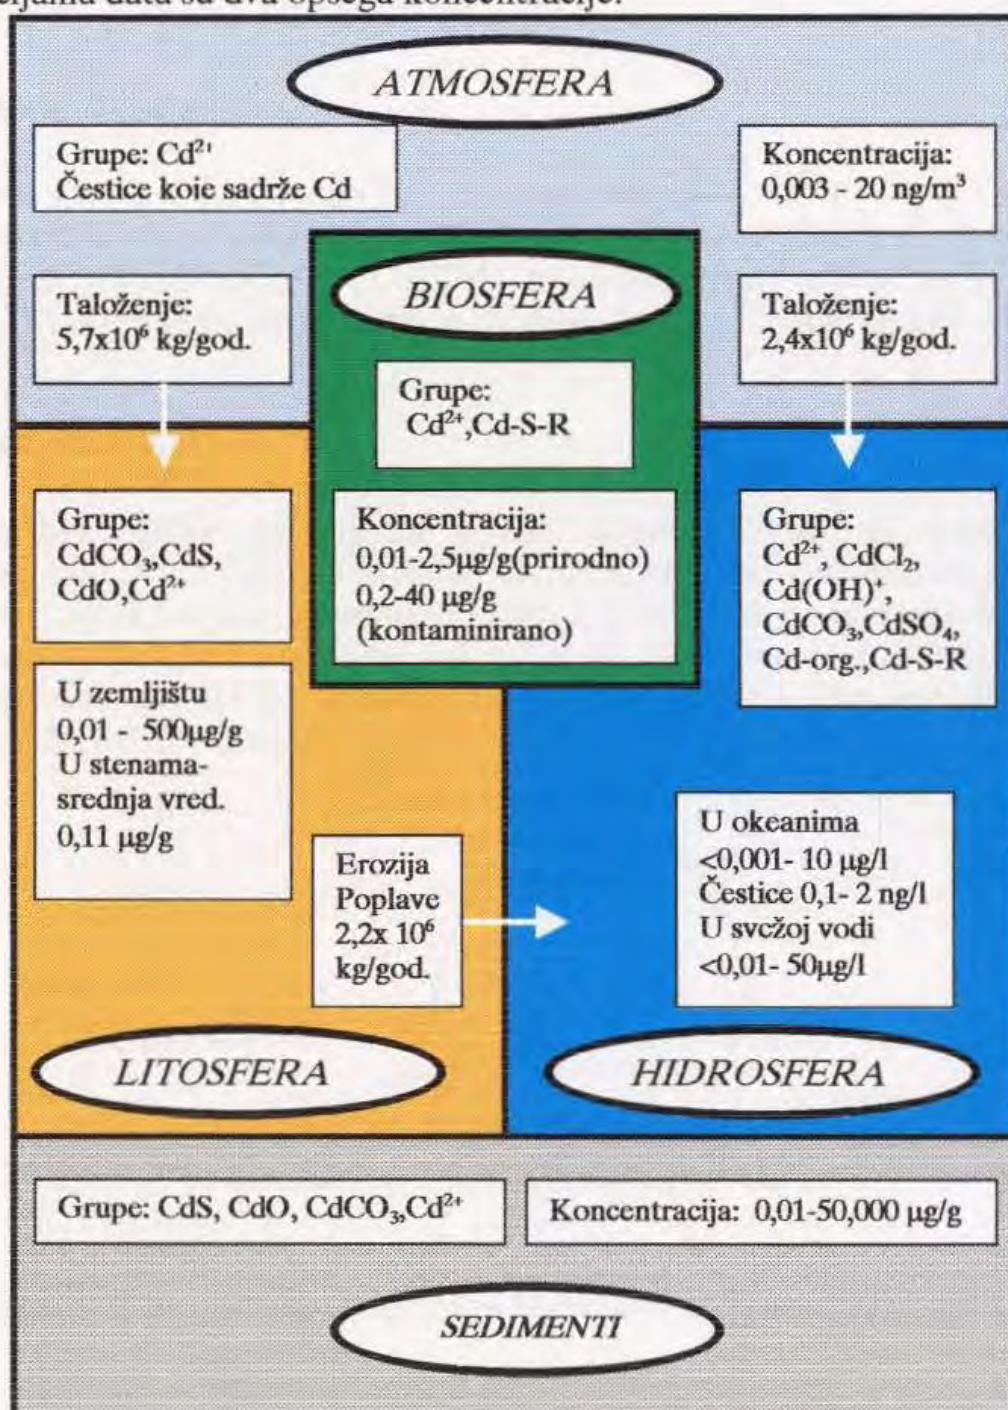 data su dva opsega koncentracije.
ATMOSFERA
Grupe: Cd²⁺
Čestice koie sadrže Cd
Koncentracija:
0,003 - 20 ng/m³
BIOSFERA
Taloženje:
5,7x10⁶ kg/god.
Taloženje:
2,4x10⁶ kg/god.
Grupe:
Cd²⁺,Cd-S-R
Grupe:
CdCO₃,CdS,
CdO,Cd²⁺
Koncentracija:
0,01-2,5µg/g(prirodno)
0,2-40 µg/g
(kontaminirano)
Grupe:
Cd²⁺, CdCl₂,
Cd(OH)⁺,
CdCO₃,CdSO₄,
Cd-org.,Cd-S-R
U zemljištu
0,01 - 500µg/g
U stenama-
srednja vred.
0,11 µg/g
Erozija
Poplave
2,2x 10⁶
kg/god.
U okeanima
<0,001- 10 µg/l
Čestice 0,1- 2 ng/l
U svežoj vodi
<0,01- 50µg/l
LITOSFERA
HIDROSFERA
Grupe: CdS, CdO, CdCO₃,Cd²⁺
Koncentracija: 0,01-50,000 µg/g
SEDIMENTI